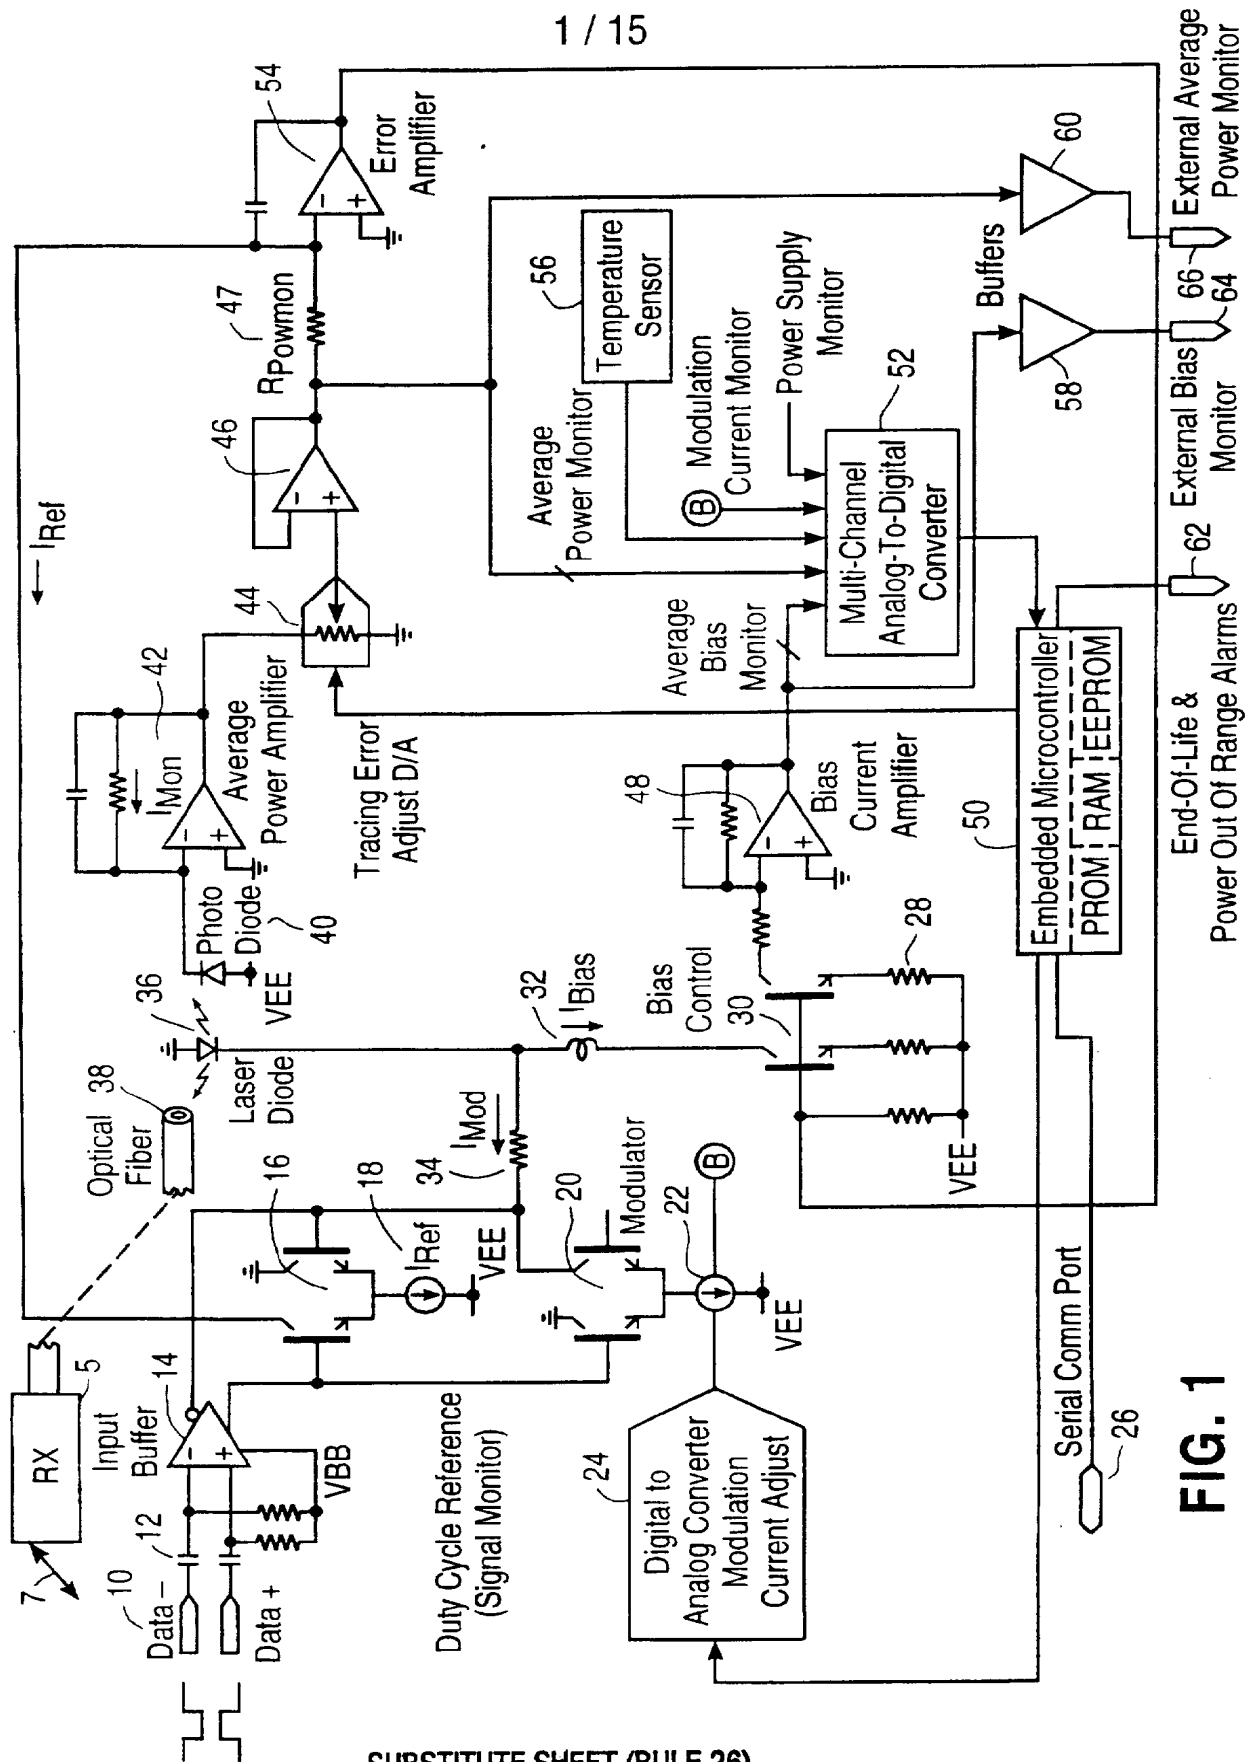 1 / 15
RX
5
7
10
Data –
Data +
12
Input
Buffer
14
VBB
Optical
Fiber
38
36
Laser
Diode
Photo
Diode
40
VEE
42
IMon
Average
Power Amplifier
IRef
44
Tracing Error
Adjust D/A
46
47
RPowmon
54
Error
Amplifier
16
18
IRef
VEE
Duty Cycle Reference
(Signal Monitor)
34
IMod
32
IBias
20
Modulator
22
VEE
B
24
Digital to
Analog Converter
Modulation
Current Adjust
Bias
Control
30
28
VEE
48
Bias
Current
Amplifier
Average
Bias
Monitor
Average
Power Monitor
56
Temperature
Sensor
B
Modulation
Current Monitor
Power Supply
Monitor
52
Multi-Channel
Analog-To-Digital
Converter
Buffers
58
60
50
Embedded Microcontroller
PROM RAM EEPROM
Serial Comm Port
26
End-Of-Life &
Power Out Of Range Alarms
62
External Bias
Monitor
64
66
External Average
Power Monitor
FIG. 1
- +
- +
- +
- +
- +
SUBSTITUTE SHEET (RULE 26)